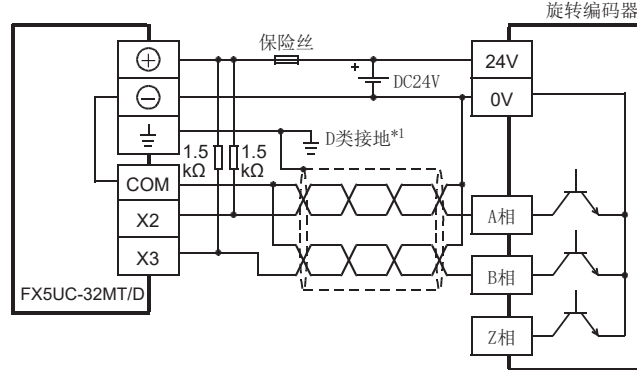 旋转编码器
保险丝
24V
+
DC24V
0V
D类接地*1
1.5
kΩ
1.5
kΩ
COM
X2
X3
A相
B相
Z相
FX5UC-32MT/D